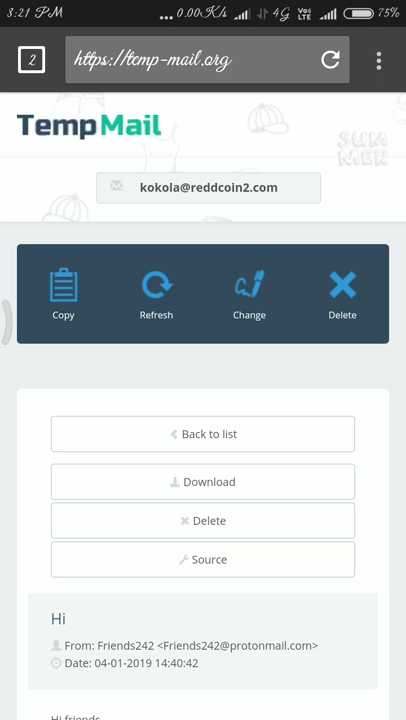 3:21 PM ... 0.00K/s 4G Vo) LTE 75%
2 https://temp-mail.org
TempMail
SUM
MER
kokola@reddcoin2.com
Copy Refresh Change Delete
Back to list
Download
Delete
Source
Hi
From: Friends242 <Friends242@protonmail.com>
Date: 04-01-2019 14:40:42
Hi friends